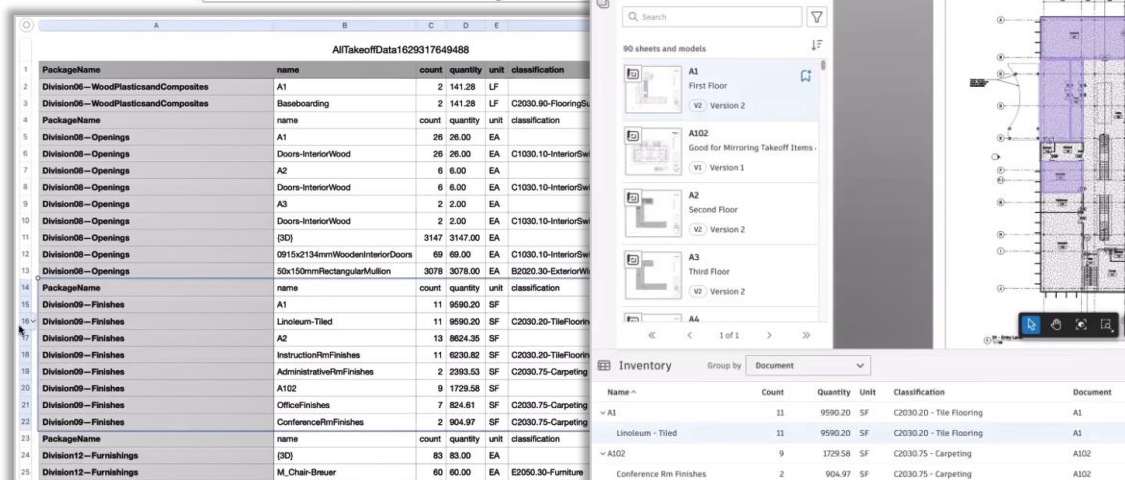 AllTakeoffData1629317649488
A B C D E
1 PackageName name count quantity unit classification
2 Division06—WoodPlasticsandComposites A1 2 141.28 LF
3 Division06—WoodPlasticsandComposites Baseboarding 2 141.28 LF C2030.90-FlooringSu
4 PackageName name count quantity unit classification
5 Division08—Openings A1 26 26.00 EA
6 Division08—Openings Doors-InteriorWood 26 26.00 EA C1030.10-InteriorSwi
7 Division08—Openings A2 6 6.00 EA
8 Division08—Openings Doors-InteriorWood 6 6.00 EA C1030.10-InteriorSwi
9 Division08—Openings A3 2 2.00 EA
10 Division08—Openings Doors-InteriorWood 2 2.00 EA C1030.10-InteriorSwi
11 Division08—Openings {3D} 3147 3147.00 EA
12 Division08—Openings 0915x2134mmWoodenInteriorDoors 69 69.00 EA C1030.10-InteriorSwi
13 Division08—Openings 50x150mmRectangularMullion 3078 3078.00 EA B2020.30-ExteriorWi
14 PackageName name count quantity unit classification
15 Division09—Finishes A1 11 9590.20 SF
16 Division09—Finishes Linoleum-Tiled 11 9590.20 SF C2030.20-TileFloorin
17 Division09—Finishes A2 13 8624.35 SF
18 Division09—Finishes InstructionRmFinishes 11 6230.82 SF C2030.20-TileFloorin
19 Division09—Finishes AdministrativeRmFinishes 2 2393.53 SF C2030.75-Carpeting
20 Division09—Finishes A102 9 1729.58 SF
21 Division09—Finishes OfficeFinishes 7 824.61 SF C2030.75-Carpeting
22 Division09—Finishes ConferenceRmFinishes 2 904.97 SF C2030.75-Carpeting
23 PackageName name count quantity unit classification
24 Division12—Furnishings {3D} 83 83.00 EA
25 Division12—Furnishings M_Chair-Breuer 60 60.00 EA E2050.30-Furniture
Search
90 sheets and models
A1
First Floor
V2 Version 2
A102
Good for Mirroring Takeoff Items
V1 Version 1
A2
Second Floor
V2 Version 2
A3
Third Floor
V2 Version 2
A4
1 of 1
Inventory Group by Document
Name Count Quantity Unit Classification Document
A1 11 9590.20 SF C2030.20 - Tile Flooring A1
Linoleum - Tiled 11 9590.20 SF C2030.20 - Tile Flooring A1
A102 9 1729.58 SF C2030.75 - Carpeting A102
Conference Rm Finishes 2 904.97 SF C2030.75 - Carpeting A102